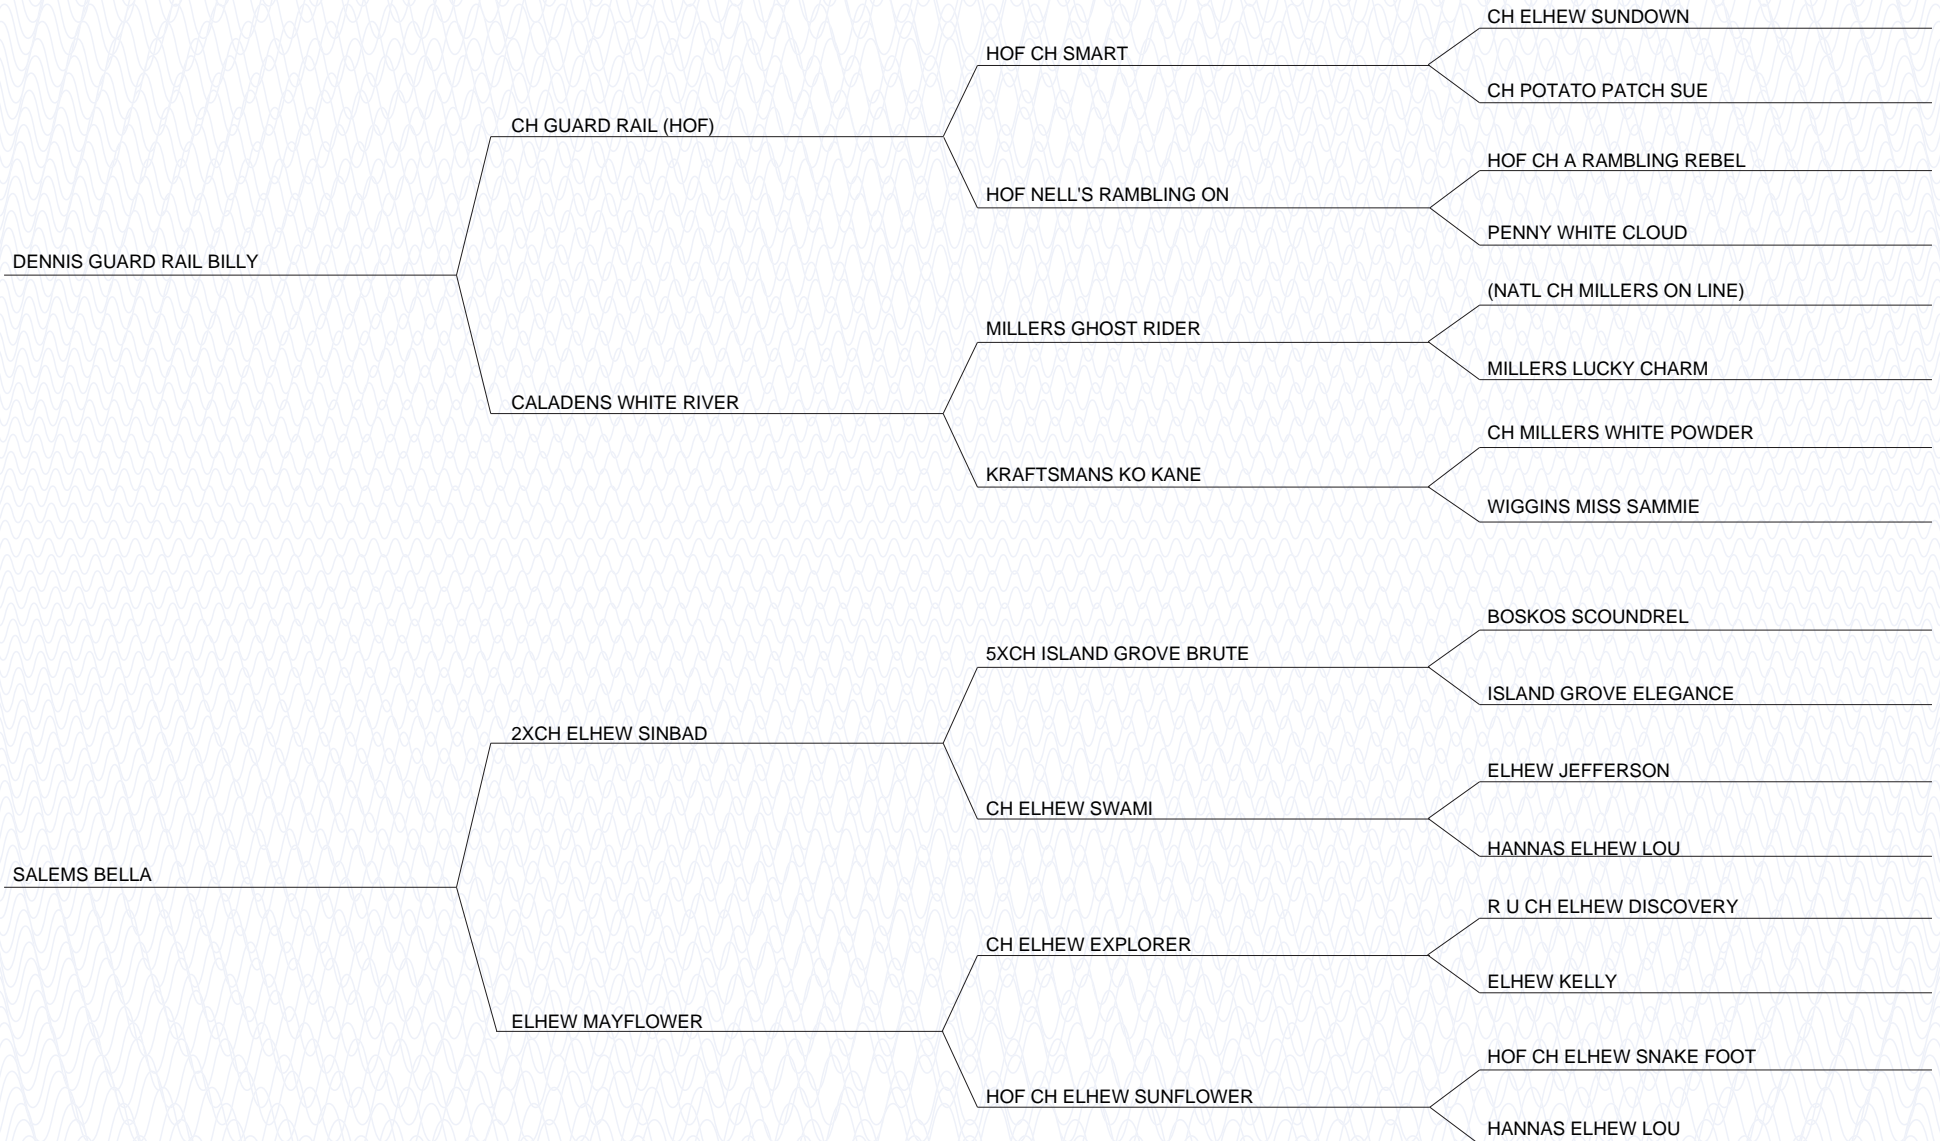 CH ELHEW SUNDOWN
HOF CH SMART
CH POTATO PATCH SUE
CH GUARD RAIL (HOF)
HOF CH A RAMBLING REBEL
HOF NELL'S RAMBLING ON
PENNY WHITE CLOUD
DENNIS GUARD RAIL BILLY
(NATL CH MILLERS ON LINE)
MILLERS GHOST RIDER
MILLERS LUCKY CHARM
CALADENS WHITE RIVER
CH MILLERS WHITE POWDER
KRAFTSMANS KO KANE
WIGGINS MISS SAMMIE
BOSKOS SCOUNDREL
5XCH ISLAND GROVE BRUTE
ISLAND GROVE ELEGANCE
2XCH ELHEW SINBAD
ELHEW JEFFERSON
CH ELHEW SWAMI
HANNAS ELHEW LOU
SALEMS BELLA
R U CH ELHEW DISCOVERY
CH ELHEW EXPLORER
ELHEW KELLY
ELHEW MAYFLOWER
HOF CH ELHEW SNAKE FOOT
HOF CH ELHEW SUNFLOWER
HANNAS ELHEW LOU